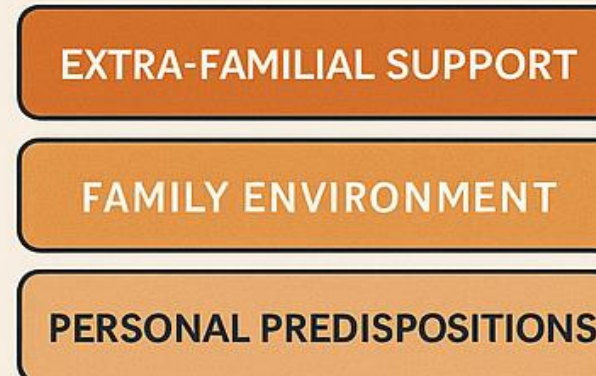 EXTRA-FAMILIAL SUPPORT
FAMILY ENVIRONMENT
PERSONAL PREDISPOSITIONS